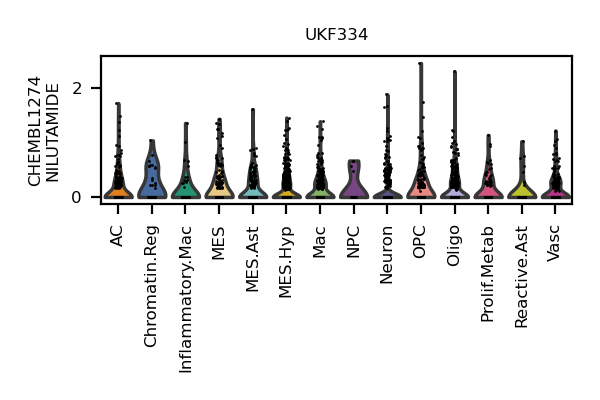 UKF334
CHEMBL1274
NILUTAMIDE
2
0
AC
Chromatin.Reg
Inflammatory.Mac
MES
MES.Ast
MES.Hyp
Mac
NPC
Neuron
OPC
Oligo
Prolif.Metab
Reactive.Ast
Vasc